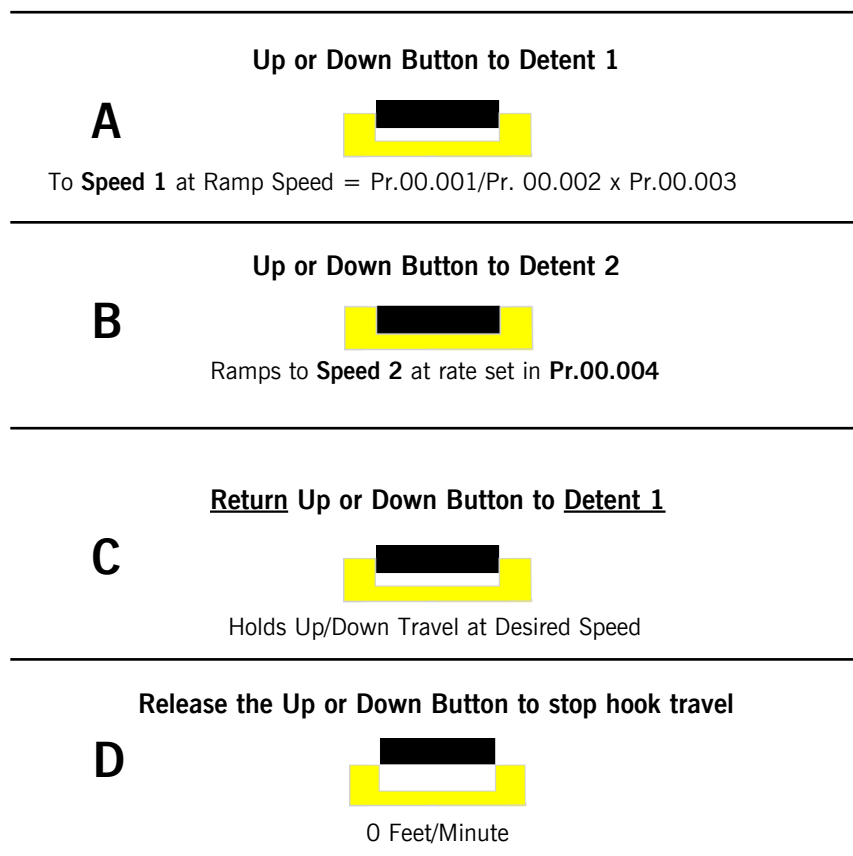 Up or Down Button to Detent 1
A
To Speed 1 at Ramp Speed = Pr.00.001/Pr. 00.002 x Pr.00.003
Up or Down Button to Detent 2
B
Ramps to Speed 2 at rate set in Pr.00.004
Return Up or Down Button to Detent 1
C
Holds Up/Down Travel at Desired Speed
Release the Up or Down Button to stop hook travel
D
0 Feet/Minute